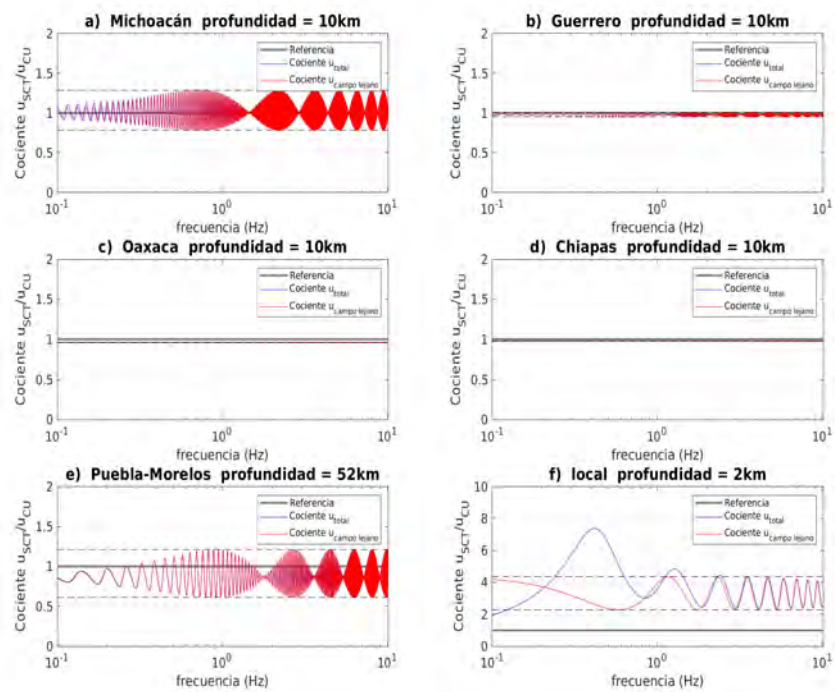 a) Michoacán profundidad = 10km
Cociente u_SCT/u_CU
2
1.5
1
0.5
0
Referencia
Cociente u_total
Cociente u_campo lejano
10^-1
10^0
10^1
frecuencia (Hz)
b) Guerrero profundidad = 10km
Cociente u_SCT/u_CU
2
1.5
1
0.5
0
Referencia
Cociente u_total
Cociente u_campo lejano
10^-1
10^0
10^1
frecuencia (Hz)
c) Oaxaca profundidad = 10km
Cociente u_SCT/u_CU
2
1.5
1
0.5
0
Referencia
Cociente u_total
Cociente u_campo lejano
10^-1
10^0
10^1
frecuencia (Hz)
d) Chiapas profundidad = 10km
Cociente u_SCT/u_CU
2
1.5
1
0.5
0
Referencia
Cociente u_total
Cociente u_campo lejano
10^-1
10^0
10^1
frecuencia (Hz)
e) Puebla-Morelos profundidad = 52km
Cociente u_SCT/u_CU
2
1.5
1
0.5
0
Referencia
Cociente u_total
Cociente u_campo lejano
10^-1
10^0
10^1
frecuencia (Hz)
f) local profundidad = 2km
Cociente u_SCT/u_CU
10
8
6
4
2
0
Referencia
Cociente u_total
Cociente u_campo lejano
10^-1
10^0
10^1
frecuencia (Hz)